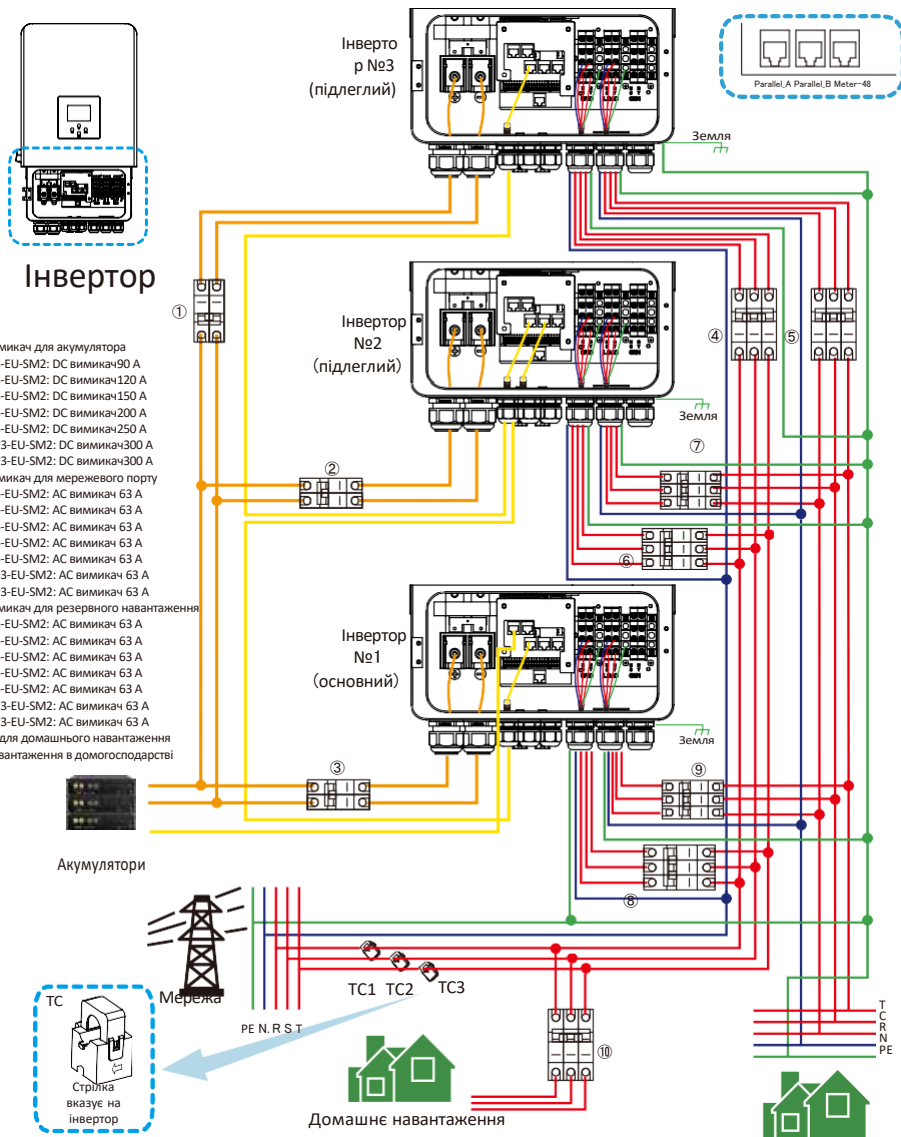 Інверто
р №3
(підлеглий)
Parallel_A Parallel_B Meter-48
Земля
Інвертор
①
④
⑤
Інвертор
№2
(підлеглий)
Земля
микач для акумулятора
-EU-SM2: DC вимикач90 А
-EU-SM2: DC вимикач120 А
-EU-SM2: DC вимикач150 А
-EU-SM2: DC вимикач200 А
-EU-SM2: DC вимикач250 А
3-EU-SM2: DC вимикач300 А
3-EU-SM2: DC вимикач300 А
микач для мережевого порту
-EU-SM2: AC вимикач 63 А
-EU-SM2: AC вимикач 63 А
-EU-SM2: AC вимикач 63 А
-EU-SM2: AC вимикач 63 А
-EU-SM2: AC вимикач 63 А
3-EU-SM2: AC вимикач 63 А
3-EU-SM2: AC вимикач 63 А
микач для резервного навантаження
-EU-SM2: AC вимикач 63 А
-EU-SM2: AC вимикач 63 А
-EU-SM2: AC вимикач 63 А
-EU-SM2: AC вимикач 63 А
-EU-SM2: AC вимикач 63 А
3-EU-SM2: AC вимикач 63 А
3-EU-SM2: AC вимикач 63 А
для домашнього навантаження
вантаження в домогосподарстві
②
⑦
⑥
Інвертор
№1
(основний)
Земля
③
⑨
⑧
Акумулятори
Мережа
TC1 TC2 TC3
PE N. R S T
TC
Стрілка
вказує на
інвертор
⑩
Домашнє навантаження
T
C
R
N
PE